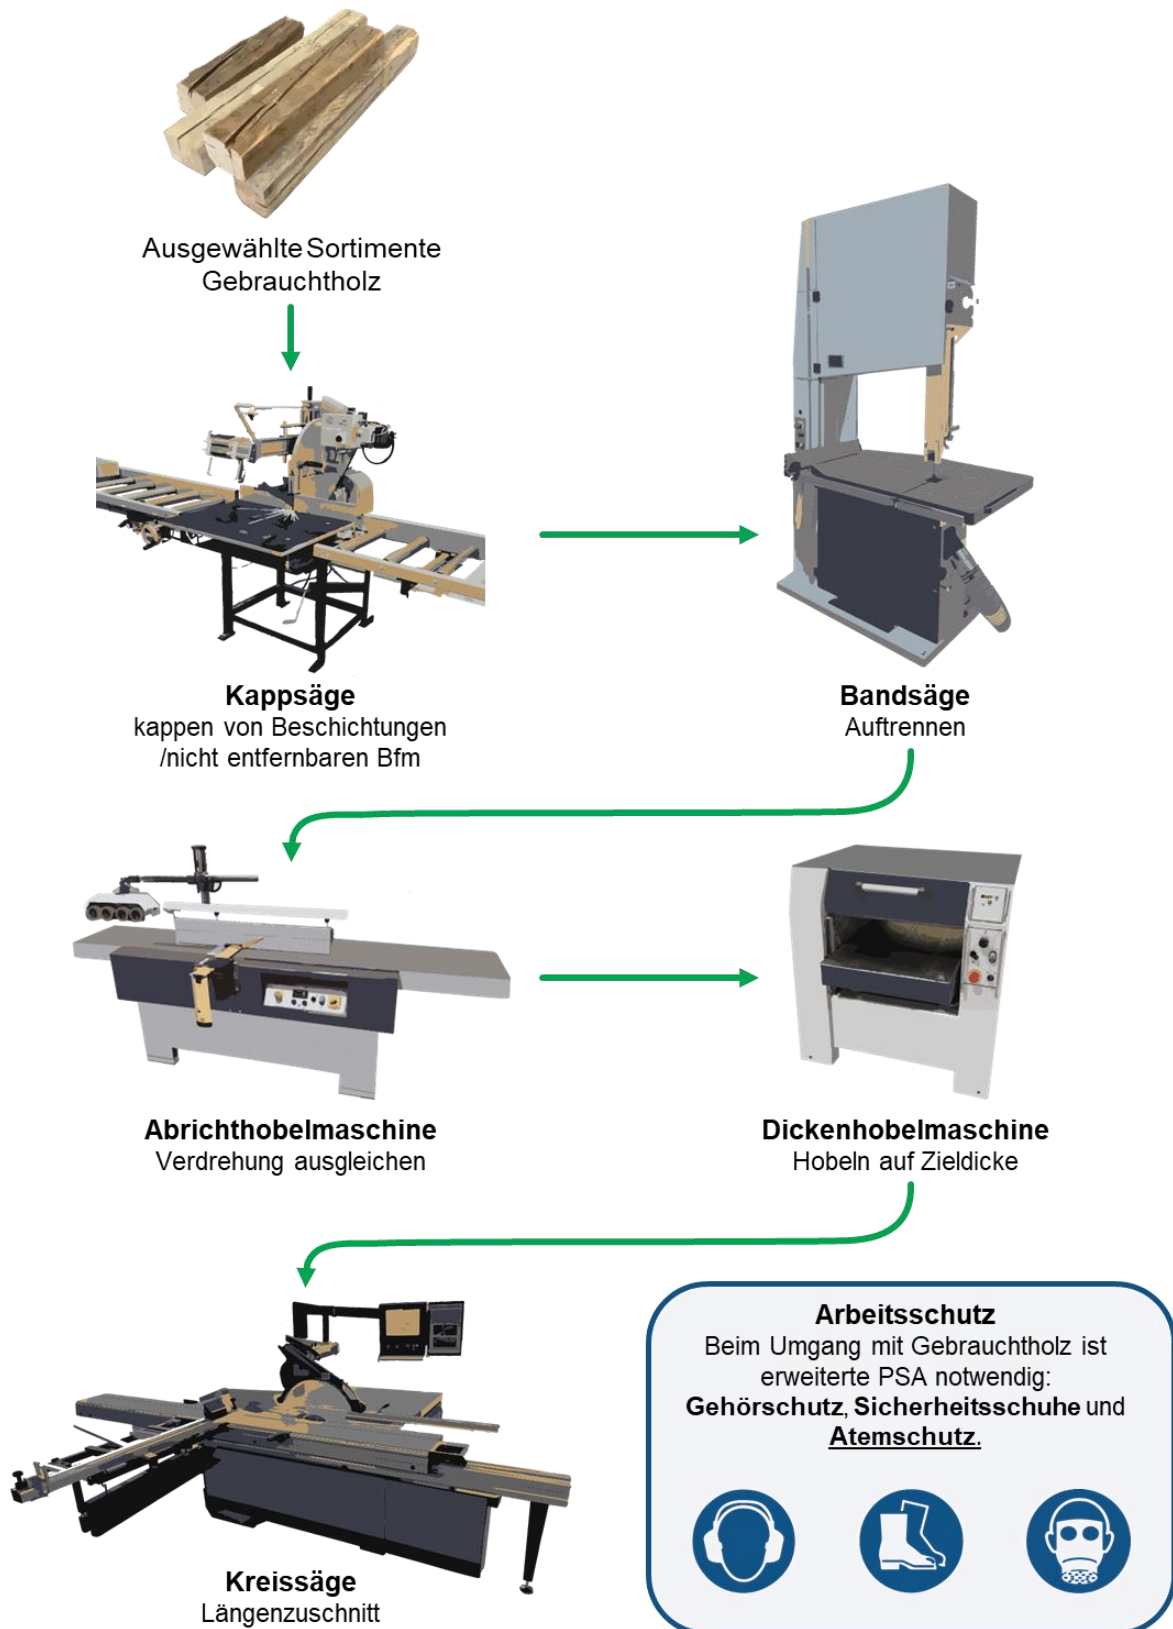 Ausgewählte Sortimente
Gebrauchtholz
Kappsäge
kappen von Beschichtungen
/nicht entfernbaren Bfm
Bandsäge
Auftrennen
Abrichthobelmaschine
Verdrehung ausgleichen
Dickenhobelmaschine
Hobeln auf Zieldicke
Kreissäge
Längenzuschnitt
Arbeitsschutz
Beim Umgang mit Gebrauchtholz ist
erweiterte PSA notwendig:
Gehörschutz, Sicherheitsschuhe und
Atemschutz.